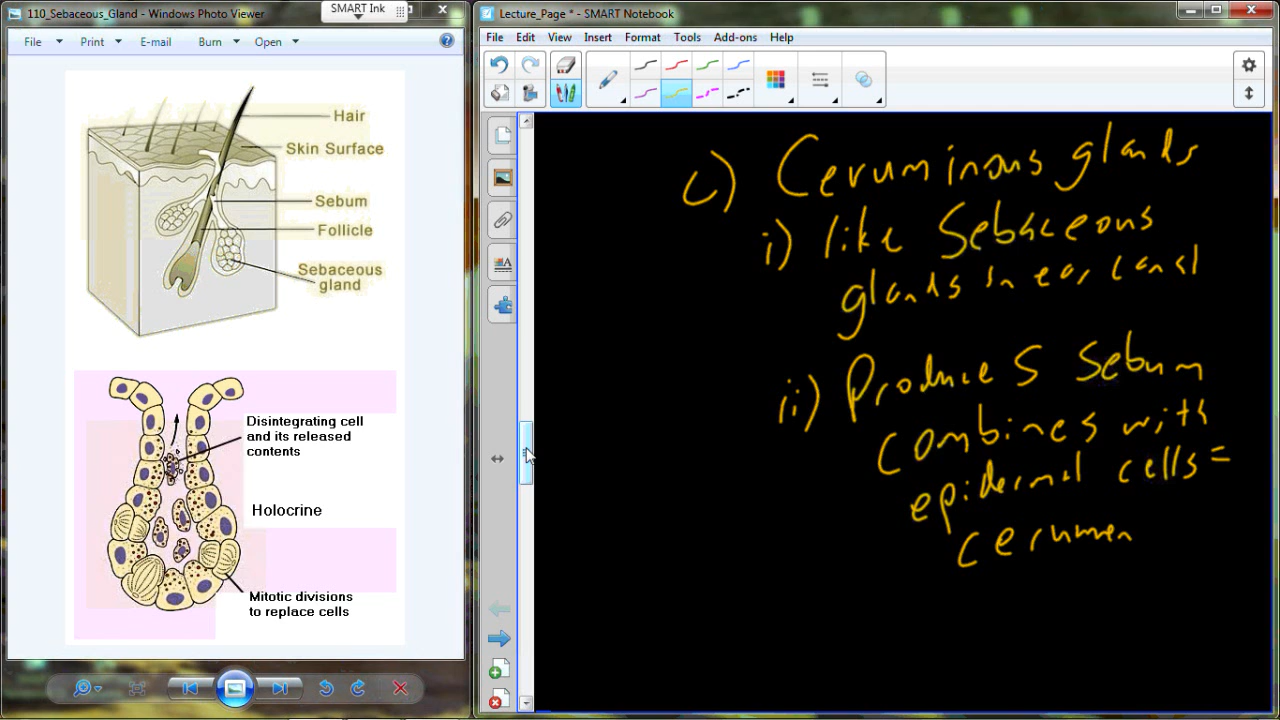 110_Sebaceous_Gland - Windows Photo Viewer
SMART Ink
File Print E-mail Burn Open
Hair
Skin Surface
Sebum
Follicle
Sebaceous
gland
Disintegrating cell
and its released
contents
Holocrine
Mitotic divisions
to replace cells
Lecture_Page * - SMART Notebook
File Edit View Insert Format Tools Add-ons Help
c) Ceruminous glands
i) like Sebaceous
glands in ear canal
ii) Produces sebum
combines with
epidermal cells =
cerumen